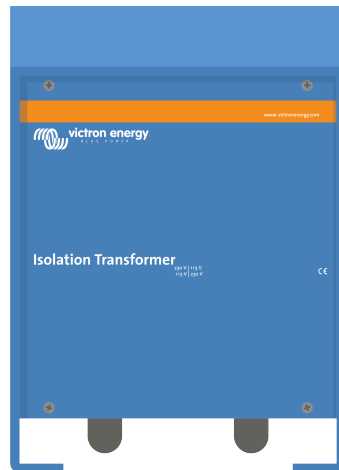 www.victronenergy.com
victron energy
BLUE POWER
Isolation Transformer
230 V | 115 V
115 V | 230 V
CE